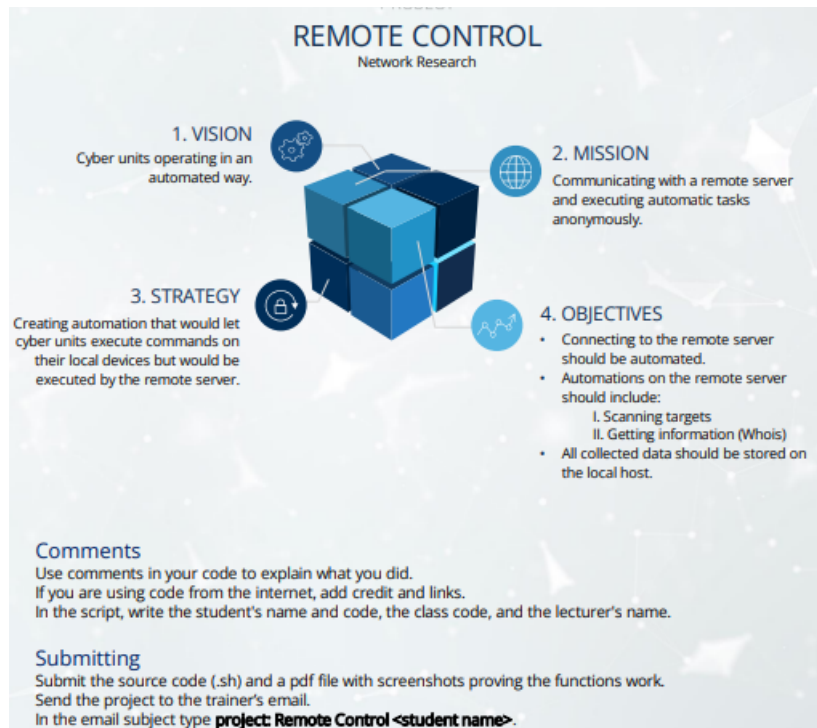 REMOTE CONTROL
Network Research
1. VISION
Cyber units operating in an
automated way.
2. MISSION
Communicating with a remote server
and executing automatic tasks
anonymously.
3. STRATEGY
Creating automation that would let
cyber units execute commands on
their local devices but would be
executed by the remote server.
4. OBJECTIVES
• Connecting to the remote server
should be automated.
• Automations on the remote server
should include:
I. Scanning targets
II. Getting information (Whois)
• All collected data should be stored on
the local host.
Comments
Use comments in your code to explain what you did.
If you are using code from the internet, add credit and links.
In the script, write the student's name and code, the class code, and the lecturer's name.
Submitting
Submit the source code (.sh) and a pdf file with screenshots proving the functions work.
Send the project to the trainer's email.
In the email subject type project: Remote Control <student name>.